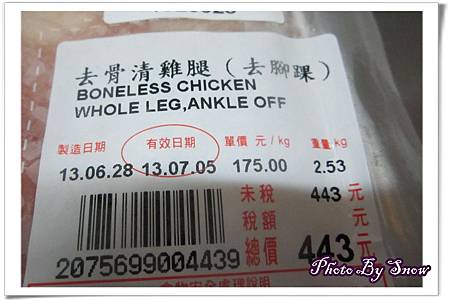 去骨清雞腿(去腳踝)
BONELESS CHICKEN
WHOLE LEG,ANKLE OFF
製造日期 有效日期 單價 元/kg 重量 kg
13.06.28 13.07.05 175.00 2.53
未稅 443 元
稅額 元
總價 443 元
2075699004439
Photo By Snow